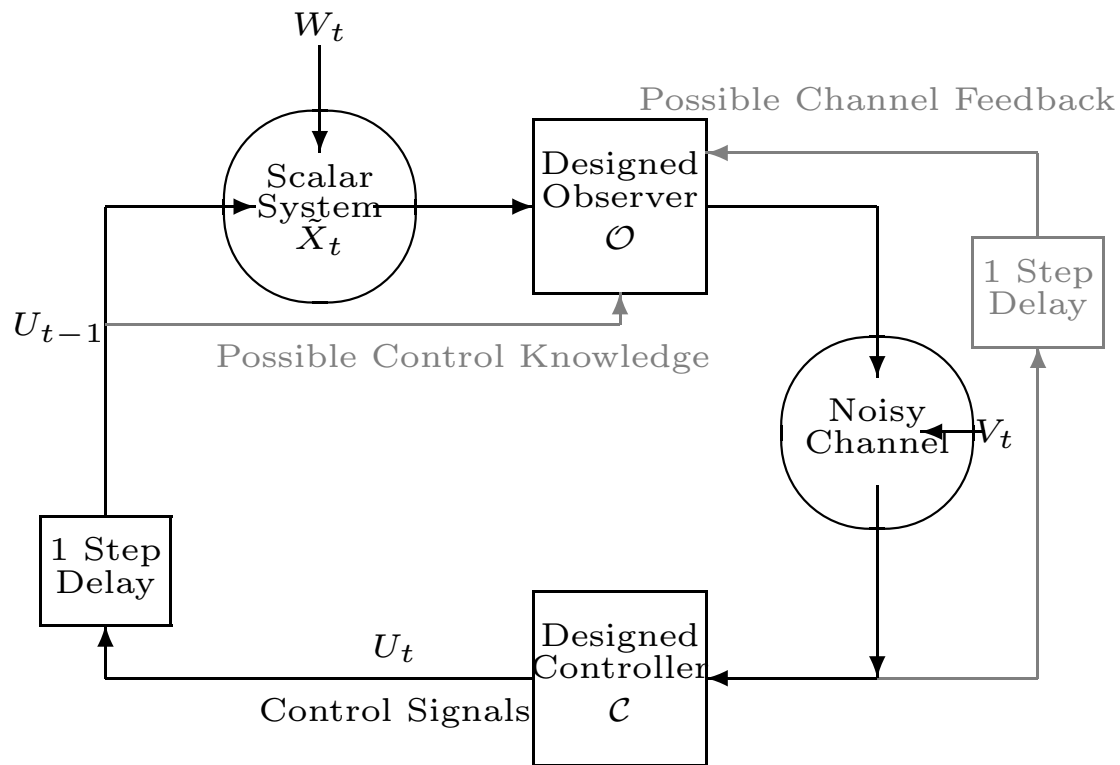 W_t
Possible Channel Feedback
Scalar
System
X̃_t
Designed
Observer
𝒪
1 Step
Delay
U_{t−1}
Possible Control Knowledge
Noisy
Channel
V_t
1 Step
Delay
U_t
Control Signals
Designed
Controller
𝒞